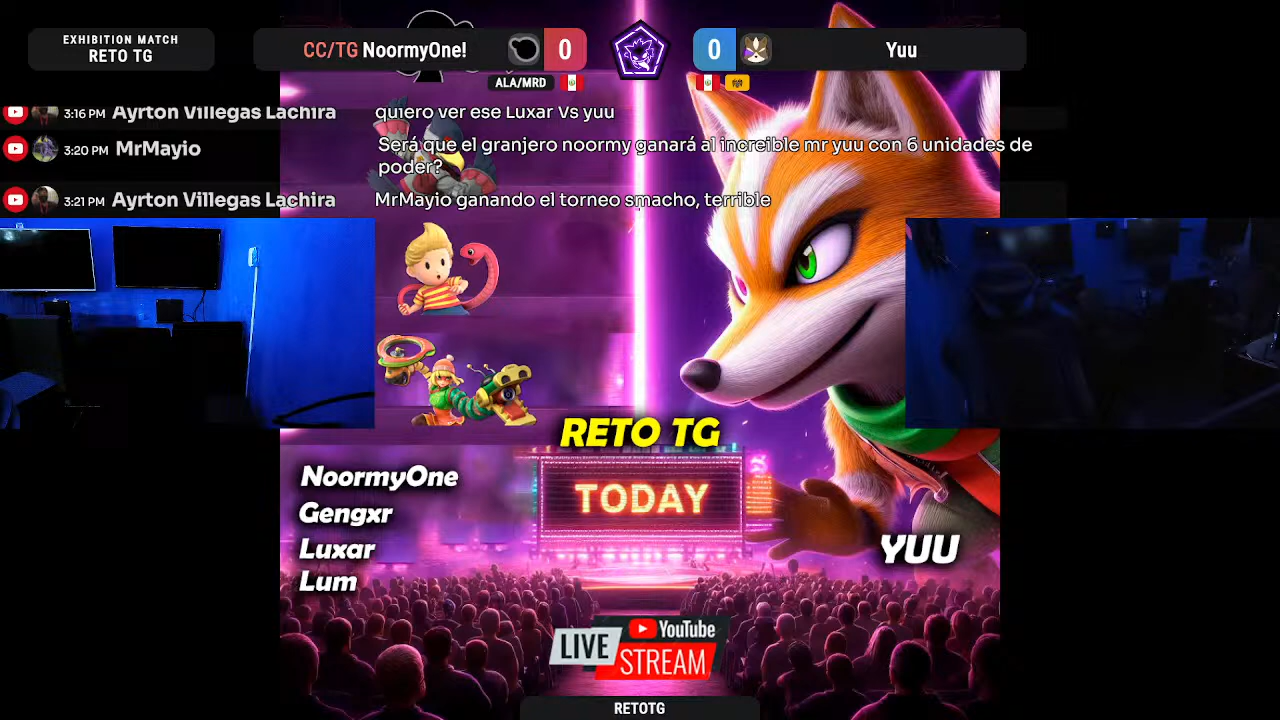 EXHIBITION MATCH
RETO TG
CC/TG NoormyOne!
0
0
Yuu
ALA/MRD
3:16 PM Ayrton Villegas Lachira quiero ver ese Luxar Vs yuu
3:20 PM MrMayio Será que el granjero noormy ganará al increible mr yuu con 6 unidades de
poder?
3:21 PM Ayrton Villegas Lachira MrMayio ganando el torneo smacho, terrible
RETO TG
TODAY
NoormyOne
Gengxr
Luxar
Lum
YUU
LIVE
YouTube
STREAM
RETOTG